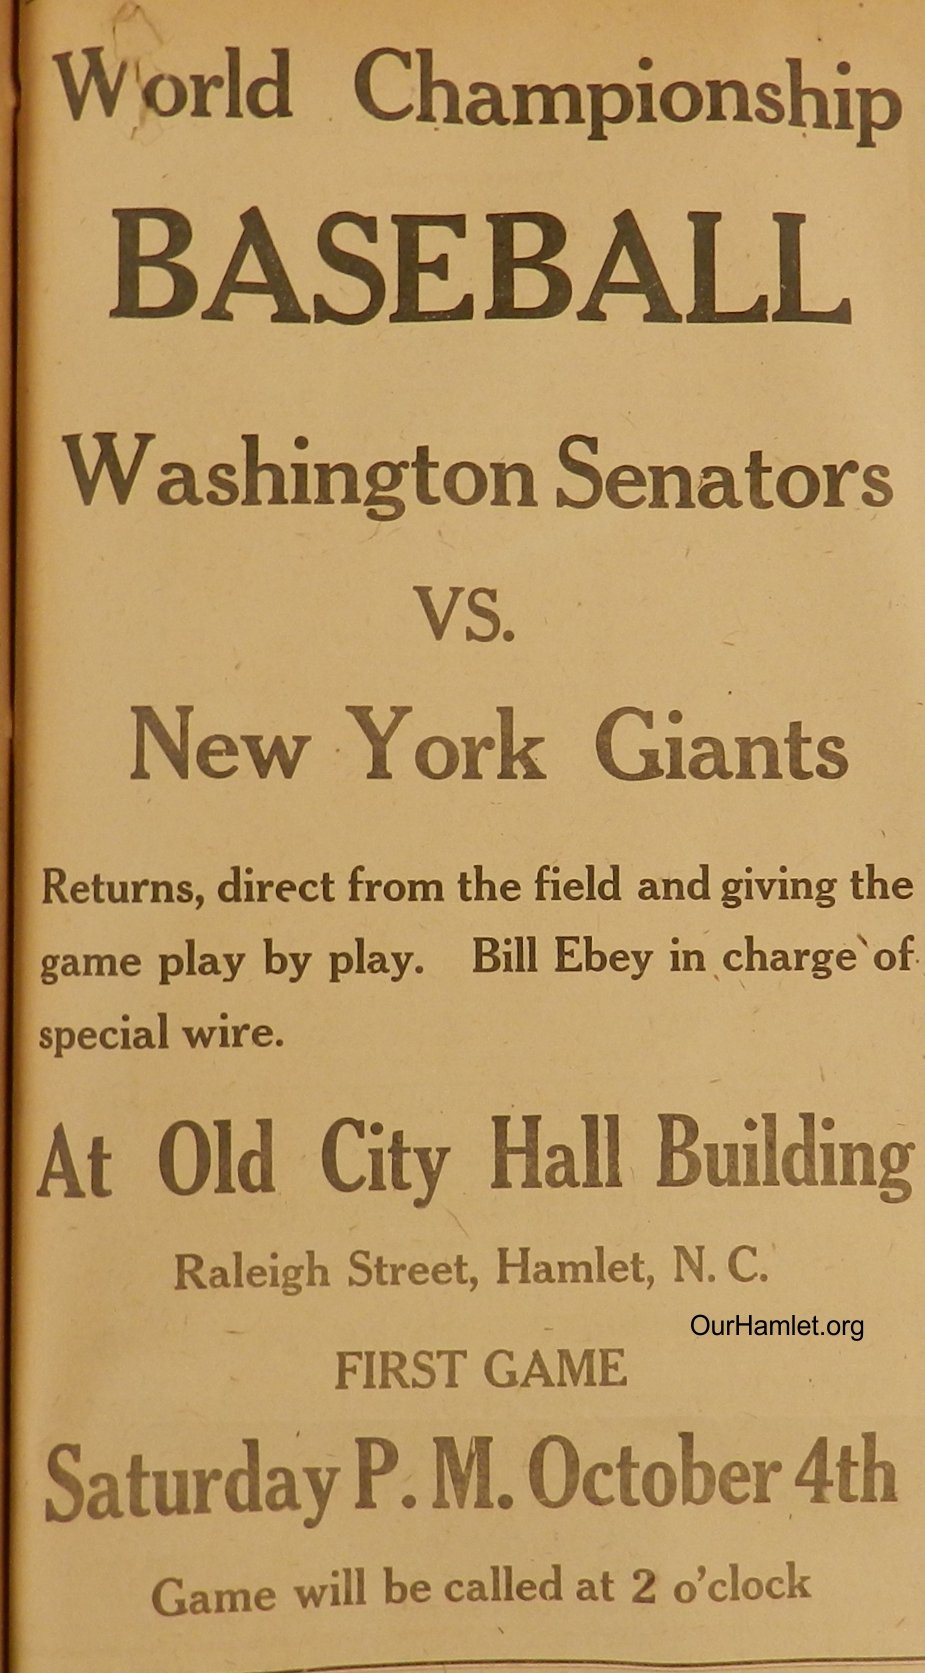 World Championship
BASEBALL
Washington Senators
VS.
New York Giants
Returns, direct from the field and giving the
game play by play. Bill Ebey in charge of
special wire.
At Old City Hall Building
Raleigh Street, Hamlet, N. C.
OurHamlet.org
FIRST GAME
Saturday P. M. October 4th
Game will be called at 2 o'clock